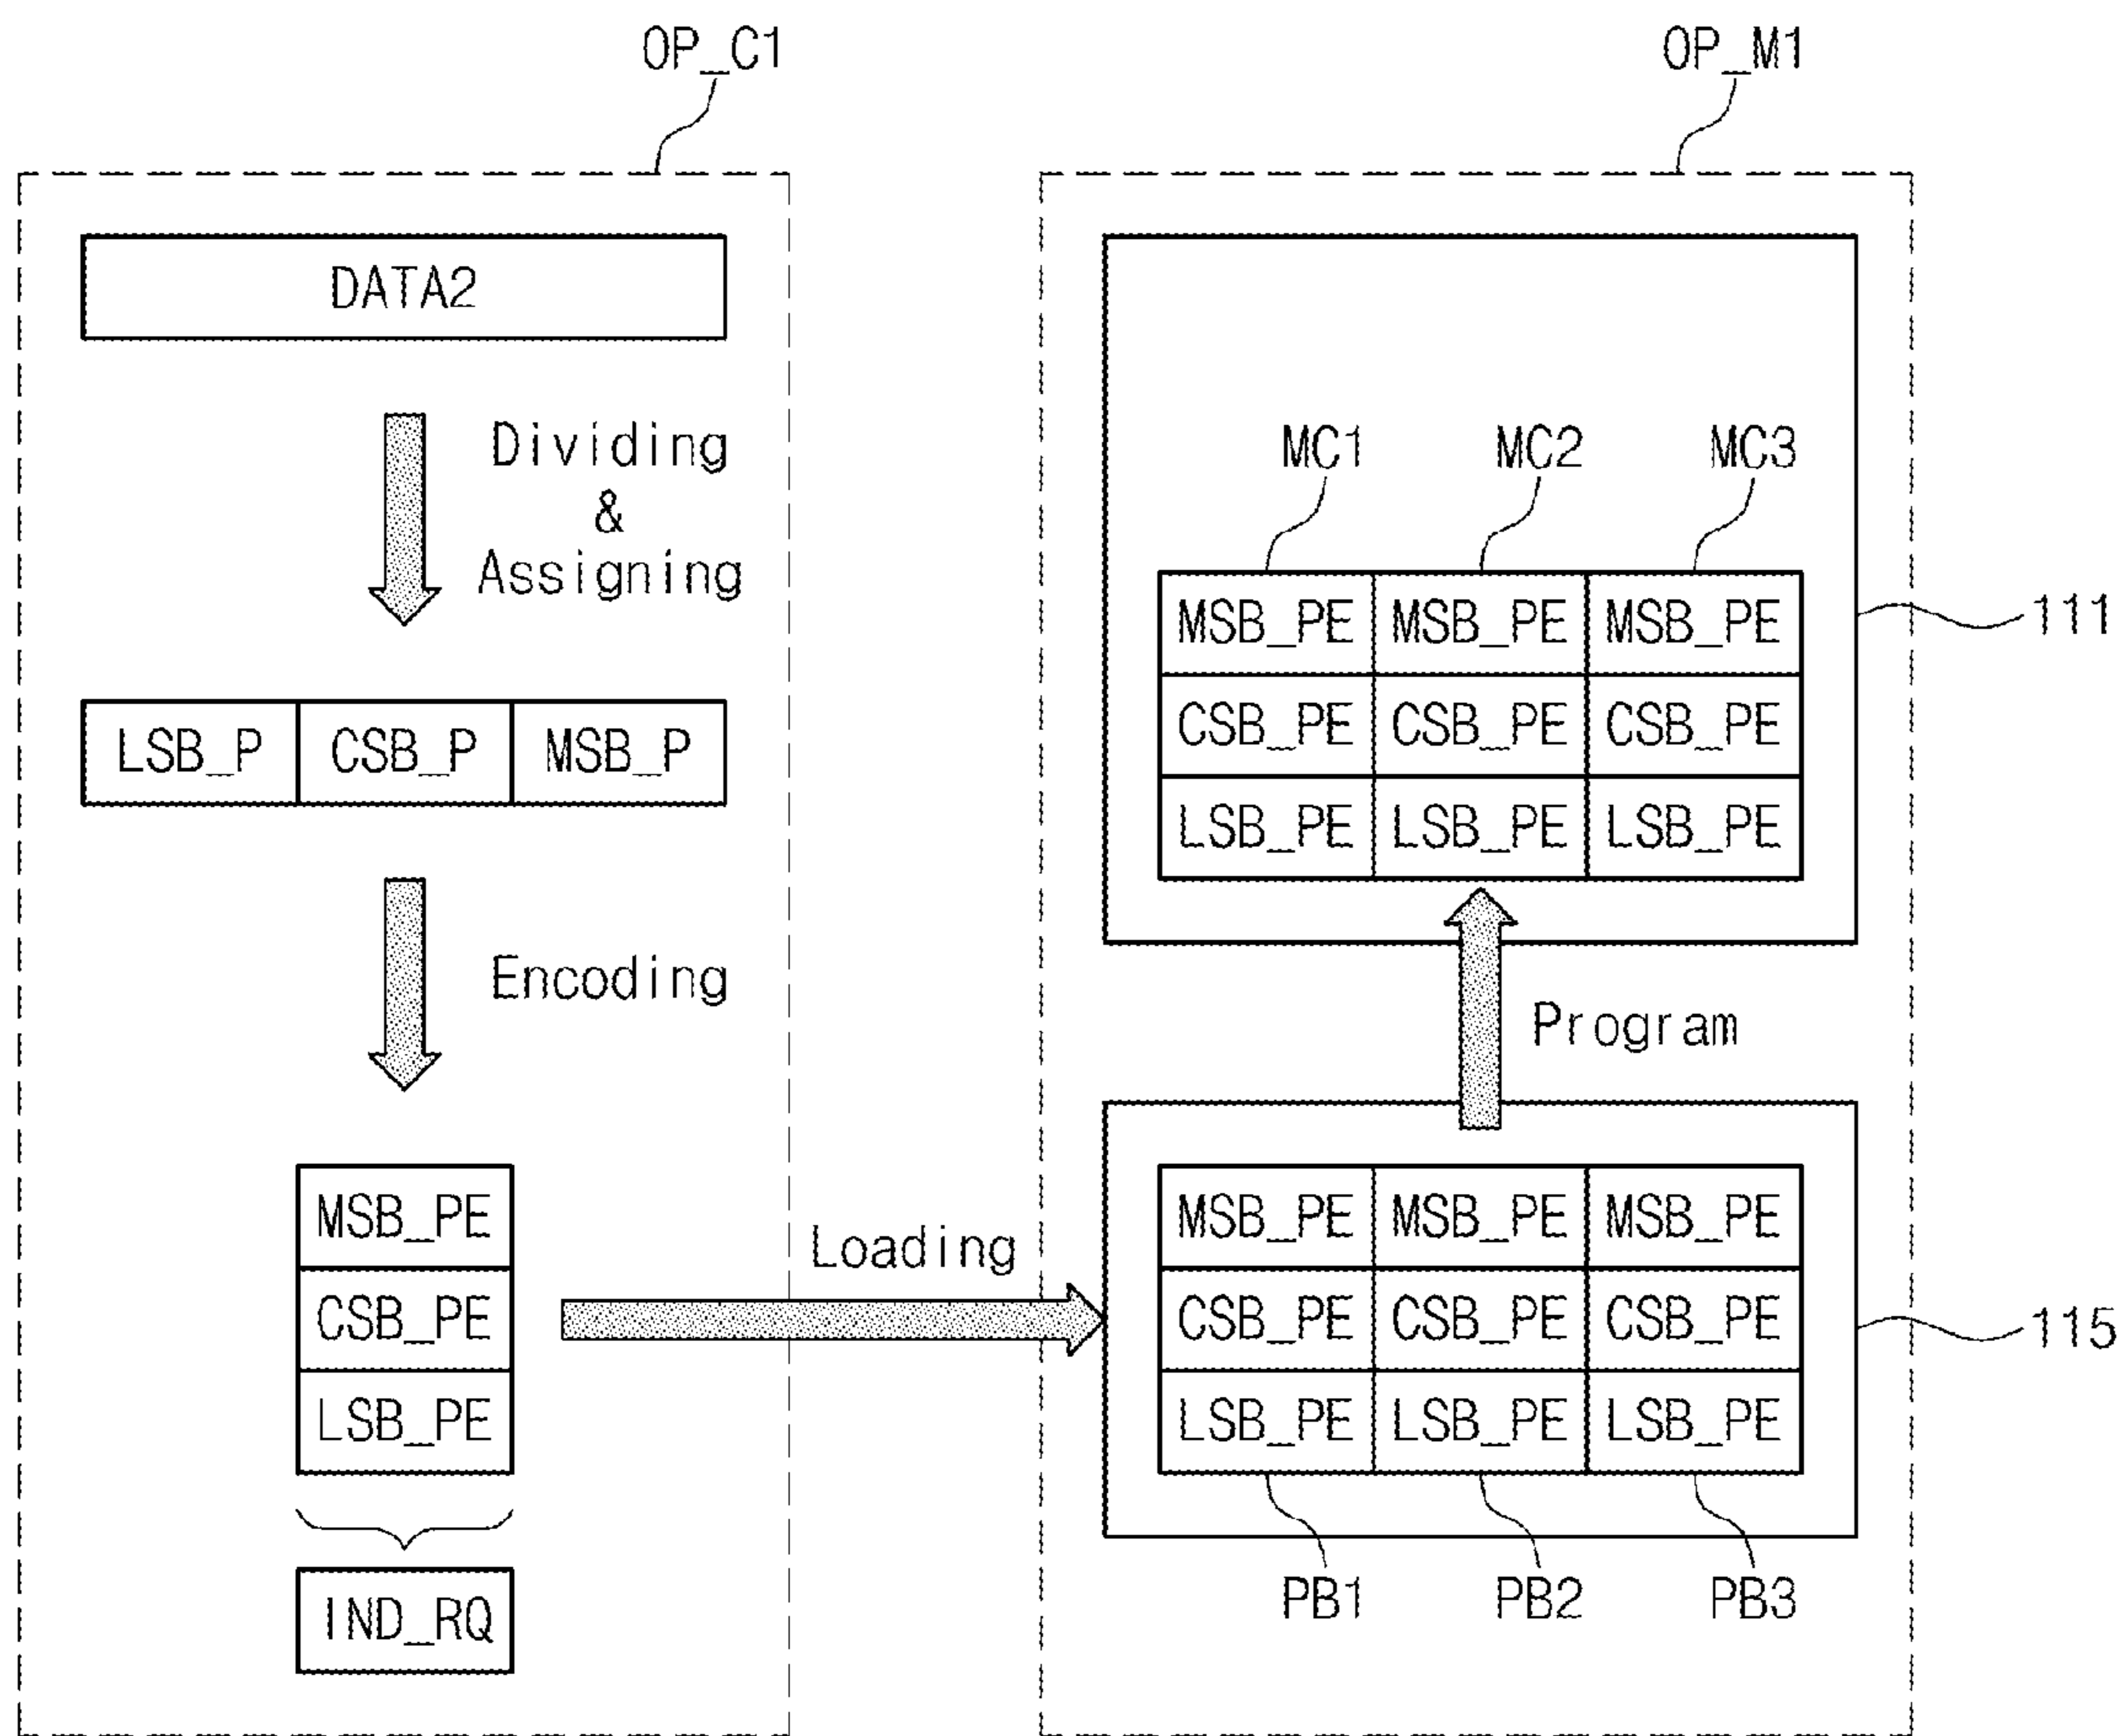 OP_C1
OP_M1
DATA2
Dividing
&
Assigning
LSB_P CSB_P MSB_P
Encoding
MSB_PE
CSB_PE
LSB_PE
IND_RQ
Loading
MC1 MC2 MC3
MSB_PE MSB_PE MSB_PE
CSB_PE CSB_PE CSB_PE
LSB_PE LSB_PE LSB_PE
111
Program
MSB_PE MSB_PE MSB_PE
CSB_PE CSB_PE CSB_PE
LSB_PE LSB_PE LSB_PE
115
PB1 PB2 PB3